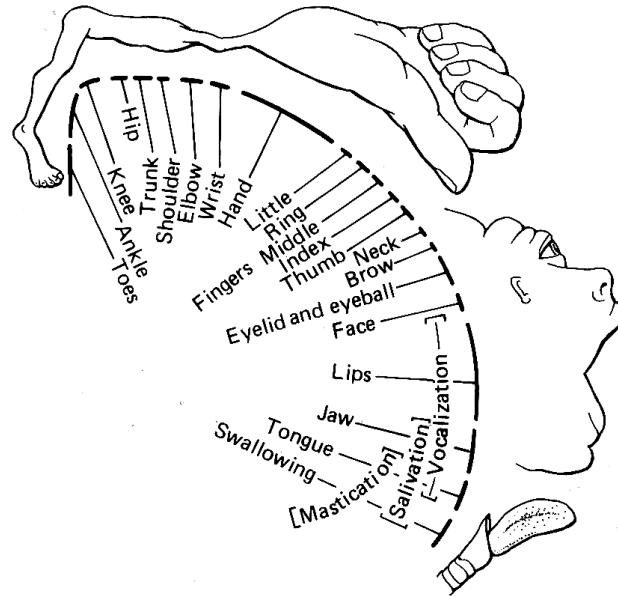 Toes
Ankle
Knee
Hip
Trunk
Shoulder
Elbow
Wrist
Hand
Little
Ring
Fingers Middle
Index
Thumb
Neck
Brow
Eyelid and eyeball
Face
Lips
Jaw
Tongue
Swallowing
[Mastication]
[Salivation]
[Vocalization]